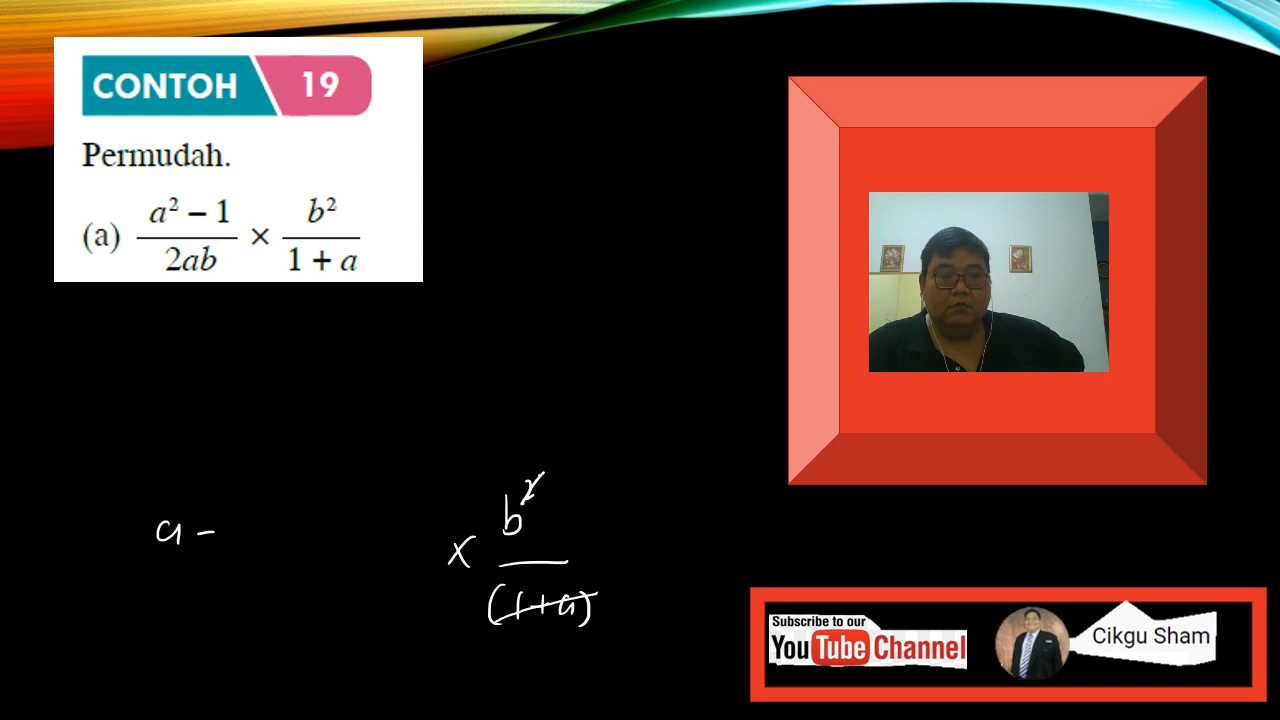 CONTOH 19
Permudah.
(a) a² – 1 / 2ab × b² / 1 + a
a –
× b² / (1+a)
Subscribe to our
YouTube Channel
Cikgu Sham